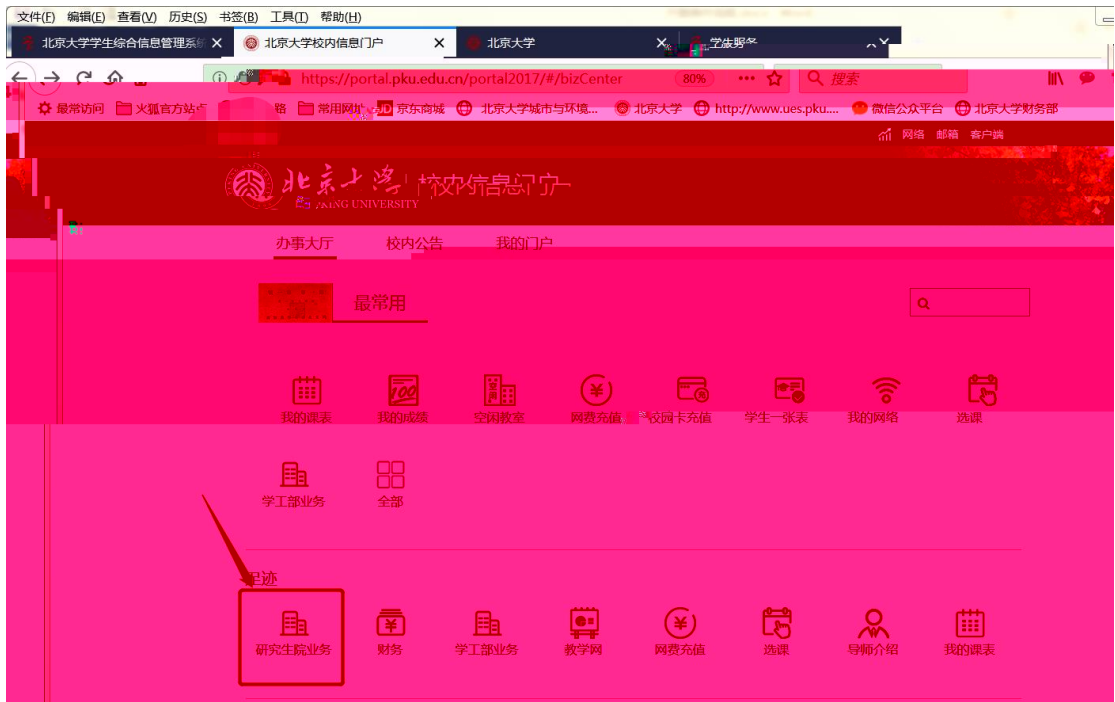 文件(F) 编辑(E) 查看(V) 历史(S) 书签(B) 工具(T) 帮助(H)
北京大学学生综合信息管理系统 北京大学校内信息门户 北京大学
https://portal.pku.edu.cn/portal2017/#/bizCenter 80% 搜索
最常访问 火狐官方站点 常用网址 JD 京东商城 北京大学城市与环境... 北京大学 http://www.ues.pku.... 微信公众平台 北京大学财务部
网络 邮箱 客户端
北京大学 校内信息门户
UNIVERSITY
办事大厅 校内公告 我的门户
最常用
我的课表 我的成绩 空闲教室 网费充值 校园卡充值 学生一张表 我的网络 选课
学工部业务 全部
足迹
研究生院业务 财务 学工部业务 教学网 网费充值 选课 导师介绍 我的课表